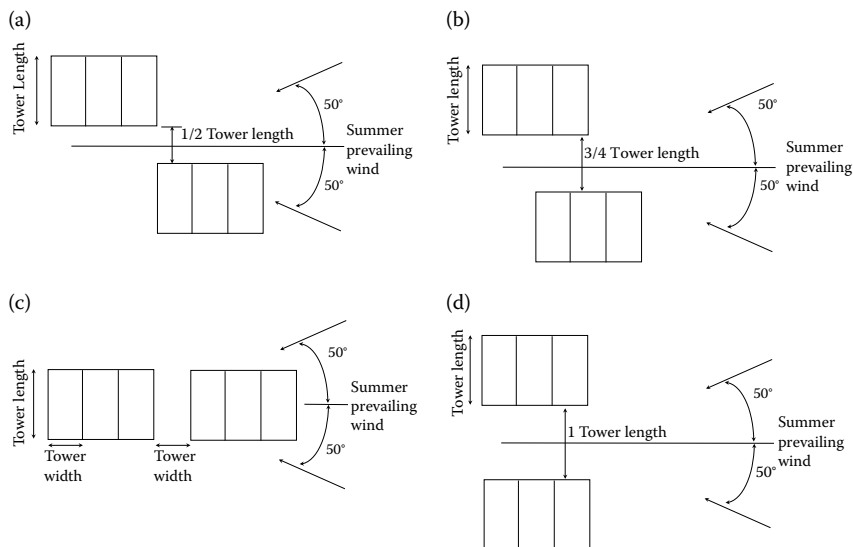 (a)
Tower Length
1/2 Tower length
50°
50°
Summer
prevailing
wind
(b)
Tower length
3/4 Tower length
50°
50°
Summer
prevailing
wind
(c)
Tower length
Tower
width
Tower
width
50°
50°
Summer
prevailing
wind
(d)
Tower length
1 Tower length
50°
50°
Summer
prevailing
wind